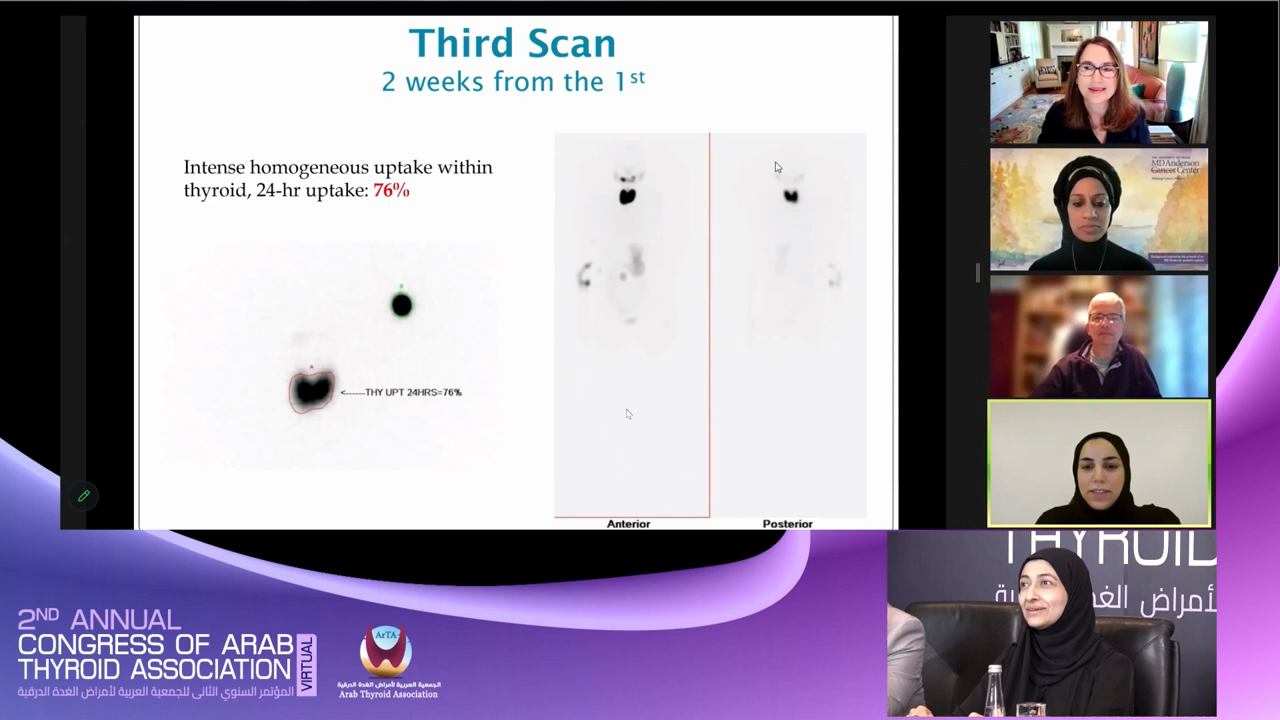 Third Scan
2 weeks from the 1st
Intense homogeneous uptake within
thyroid, 24-hr uptake: 76%
<------THY UPT 24HRS=76%
Anterior
Posterior
MD Anderson
Cancer Center
THYROID
2ND ANNUAL
CONGRESS OF ARAB
THYROID ASSOCIATION
VIRTUAL
المؤتمر السنوي الثاني للجمعية العربية لأمراض الغدة الدرقية
ArTA
الجمعية العربية لأمراض الغدة الدرقية
Arab Thyroid Association